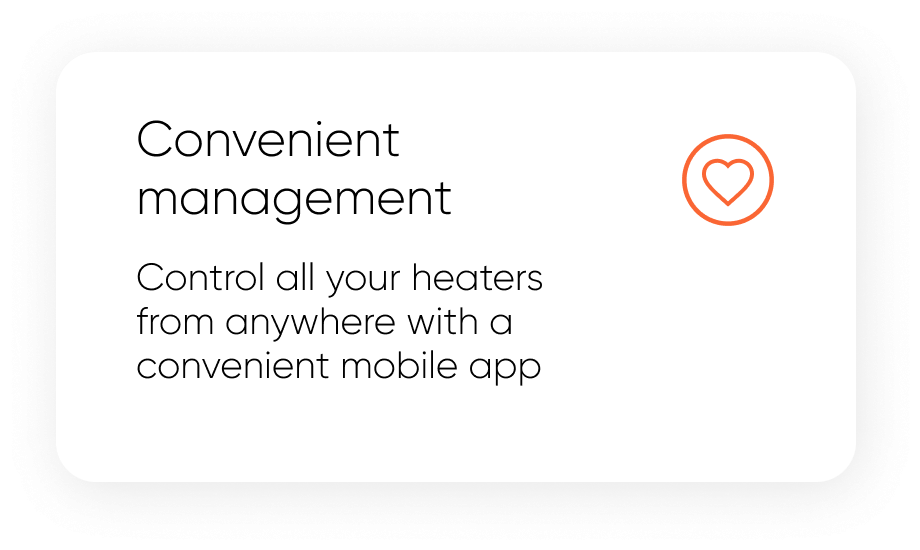 Convenient
management
Control all your heaters
from anywhere with a
convenient mobile app